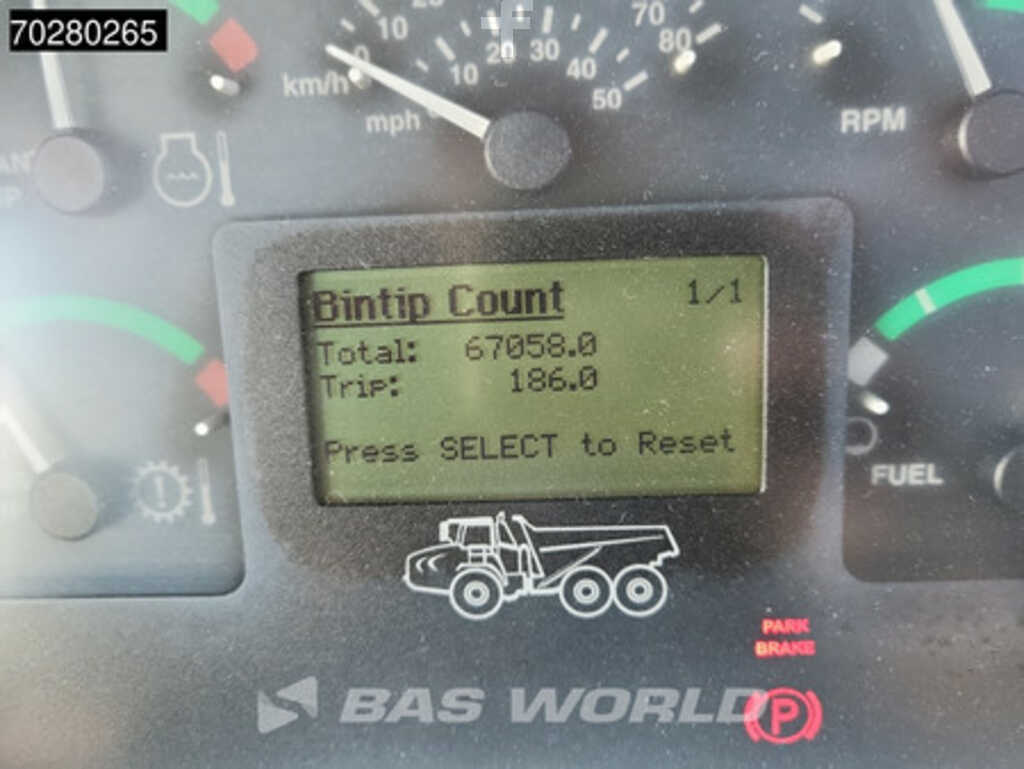 70280265
f
0 10 20
70 80
km/h
10 20 30 40 50
mph 0
RPM
Bintip Count 1/1
Total: 67058.0
Trip: 186.0
Press SELECT to Reset
FUEL
PARK
BRAKE
BAS WORLD
P